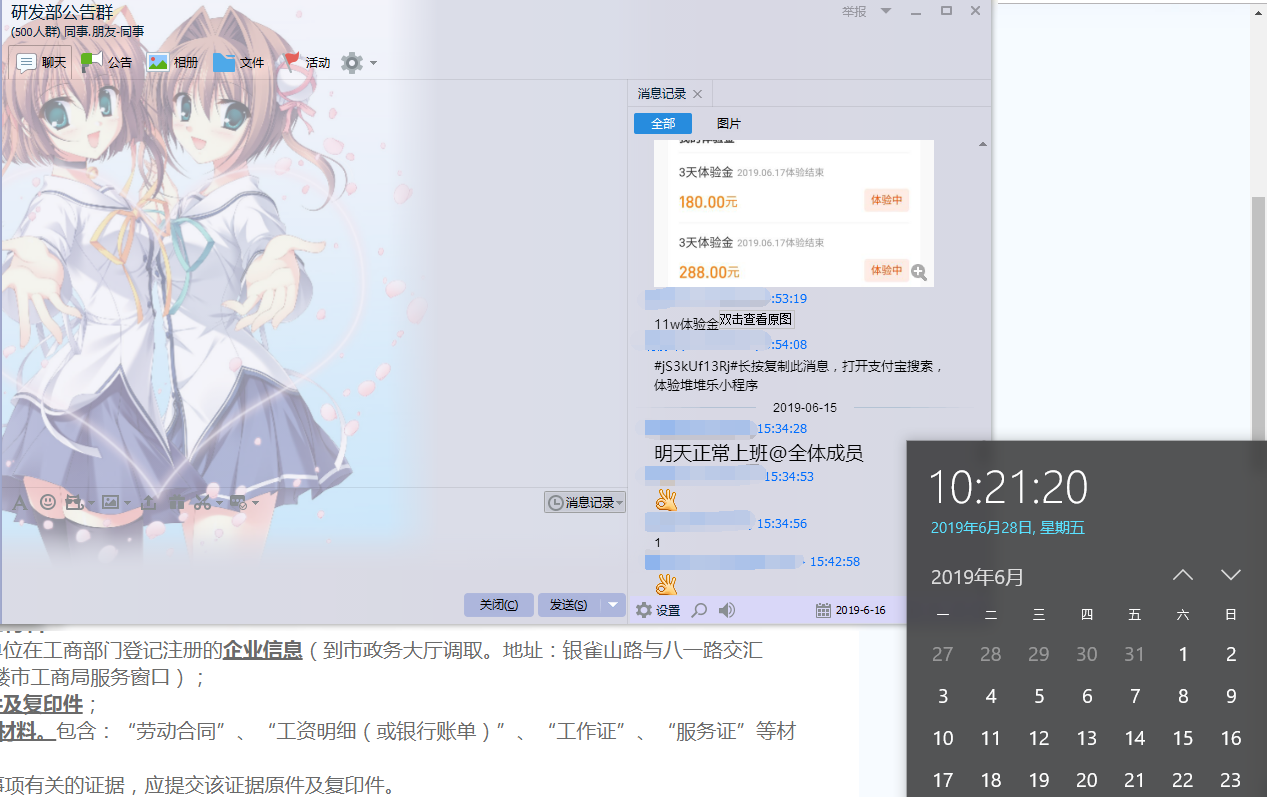 研发部公告群
(500人群) 同事.朋友-同事
举报
聊天 公告 相册 文件 活动
消息记录
全部 图片
3天体验金 2019.06.17体验结束
180.00元 体验中
3天体验金 2019.06.17体验结束
288.00元 体验中
:53:19
11w体验金
双击查看原图
:54:08
#jS3kUf13RJ#长按复制此消息，打开支付宝搜索，
体验堆堆乐小程序
2019-06-15
15:34:28
明天正常上班@全体成员
15:34:53
15:34:56
1
15:42:58
消息记录
关闭(C) 发送(S)
设置 2019-6-16
位在工商部门登记注册的企业信息（到市政务大厅调取。地址：银雀山路与八一路交汇
楼市工商局服务窗口）；
及复印件；
材料。包含：“劳动合同”、“工资明细（或银行账单）”、“工作证”、“服务证”等材
事项有关的证据，应提交该证据原件及复印件。
10:21:20
2019年6月28日, 星期五
2019年6月
一 二 三 四 五 六 日
27 28 29 30 31 1 2
3 4 5 6 7 8 9
10 11 12 13 14 15 16
17 18 19 20 21 22 23